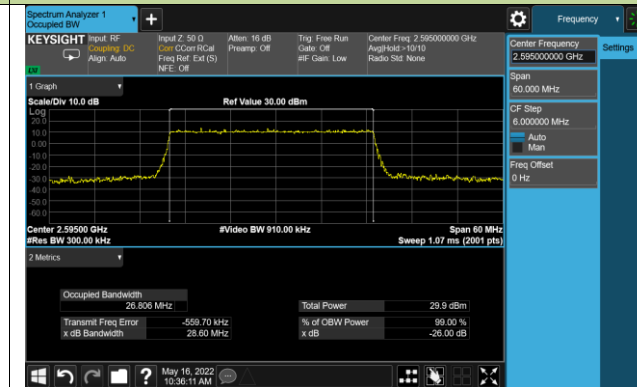 Spectrum Analyzer 1
Occupied BW
Frequency
KEYSIGHT
Input: RF
Coupling: DC
Align: Auto
Input Z: 50 Ω
Corr CCorr RCal
Freq Ref: Ext (S)
NFE: Off
Atten: 16 dB
Preamp: Off
Trig: Free Run
Gate: Off
#IF Gain: Low
Center Freq: 2.595000000 GHz
Avg|Hold:>10/10
Radio Std: None
LW
Center Frequency
2.595000000 GHz
Settings
Span
60.000 MHz
CF Step
6.000000 MHz
Auto
Man
Freq Offset
0 Hz
1 Graph
Scale/Div 10.0 dB
Ref Value 30.00 dBm
Log
20.0
10.0
0.00
-10.0
-20.0
-30.0
-40.0
-50.0
-60.0
Center 2.59500 GHz
#Video BW 910.00 kHz
Span 60 MHz
#Res BW 300.00 kHz
Sweep 1.07 ms (2001 pts)
2 Metrics
Occupied Bandwidth
26.806 MHz
Total Power 29.9 dBm
Transmit Freq Error -559.70 kHz
% of OBW Power 99.00 %
x dB Bandwidth 28.60 MHz
x dB -26.00 dB
?
May 16, 2022
10:36:11 AM